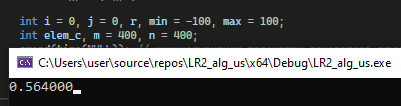 int i = 0, j = 0, r, min = -100, max = 100;
int elem_c, m = 400, n = 400;
C:\Users\user\source\repos\LR2_alg_us\x64\Debug\LR2_alg_us.exe
0.564000